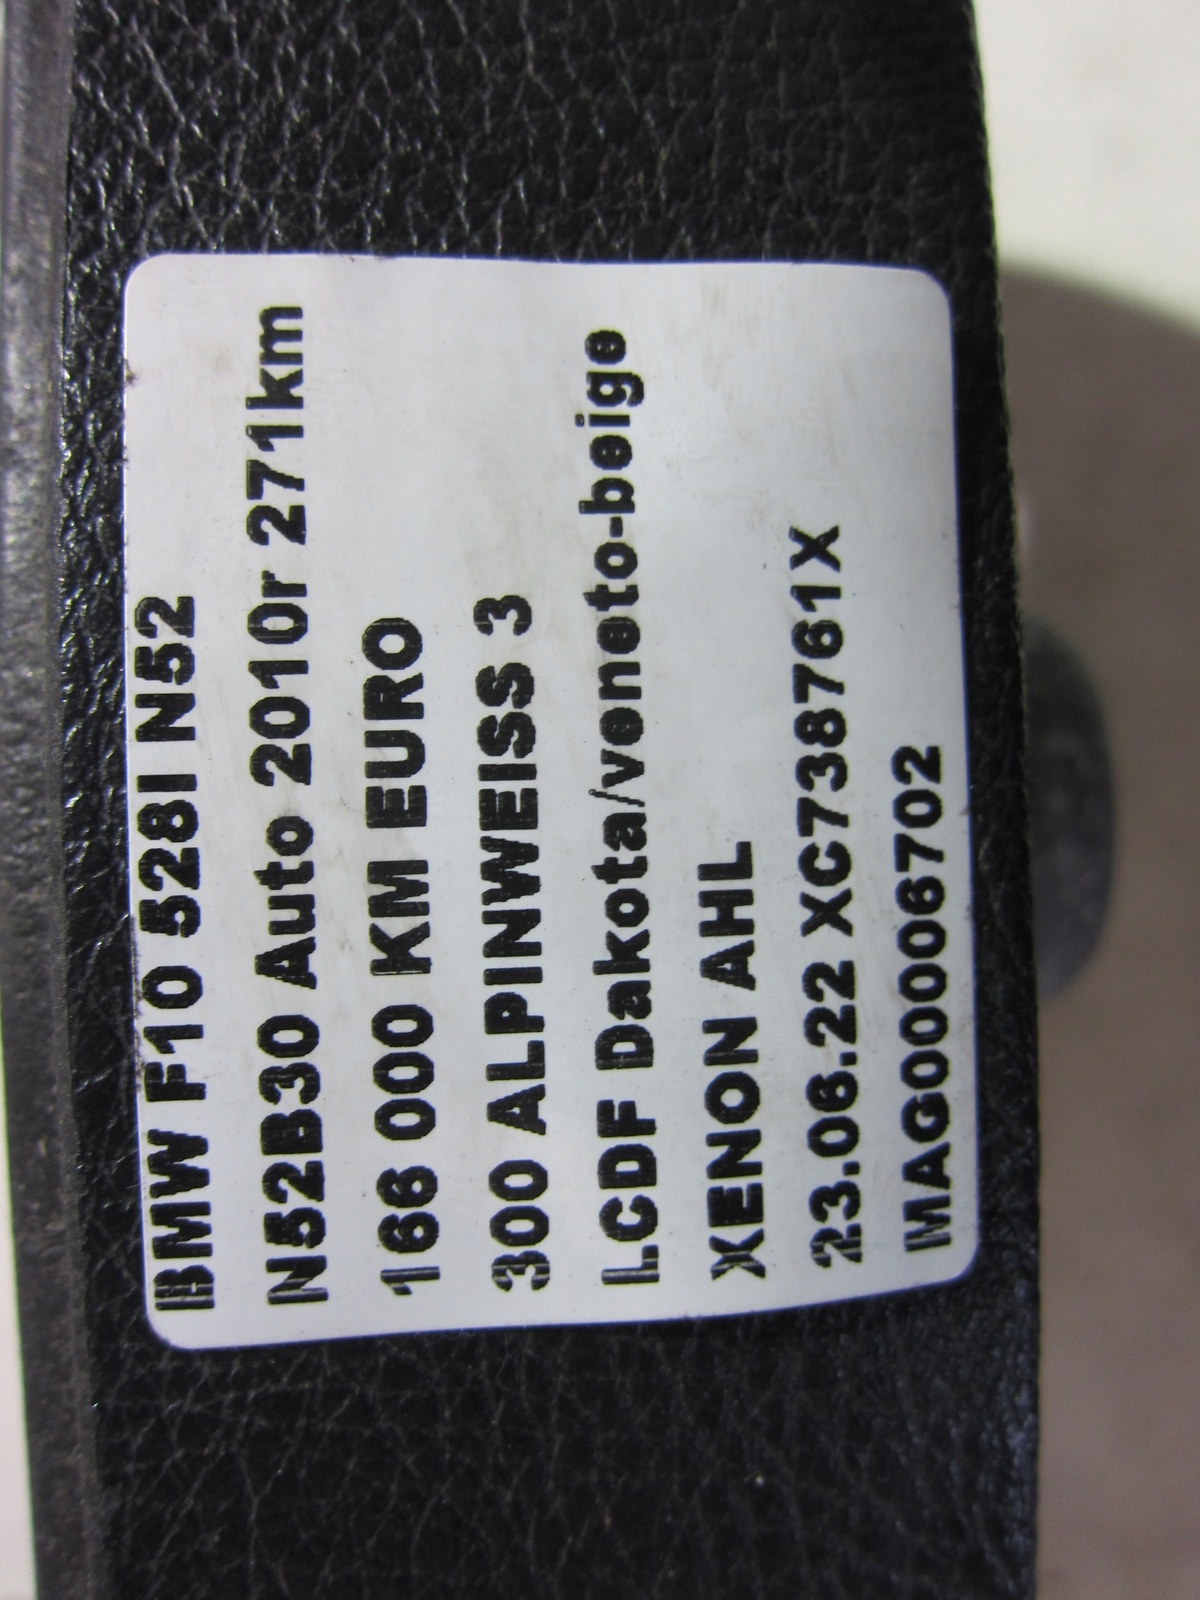 BMW F10 528I N52
N52B30 Auto 2010r 271km
166 000 KM EURO
300 ALPINWEISS 3
LCDF Dakota/veneto-beige
XENON AHL
23.06.22 XC738761X
IMAG0006702